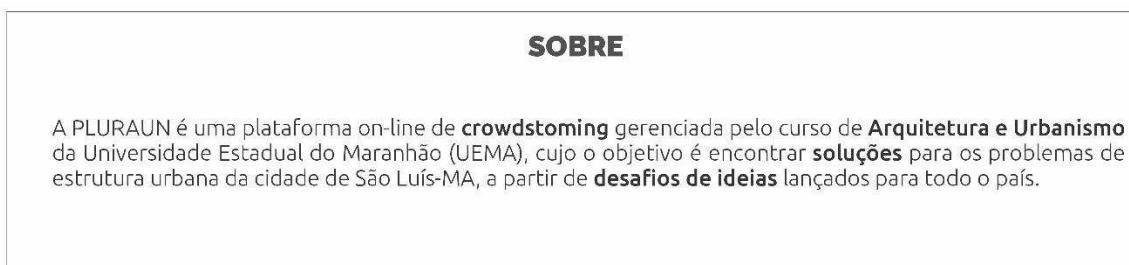 SOBRE
A PLURAUN é uma plataforma on-line de crowdstoming gerenciada pelo curso de Arquitetura e Urbanismo
da Universidade Estadual do Maranhão (UEMA), cujo o objetivo é encontrar soluções para os problemas de
estrutura urbana da cidade de São Luís-MA, a partir de desafios de ideias lançados para todo o país.